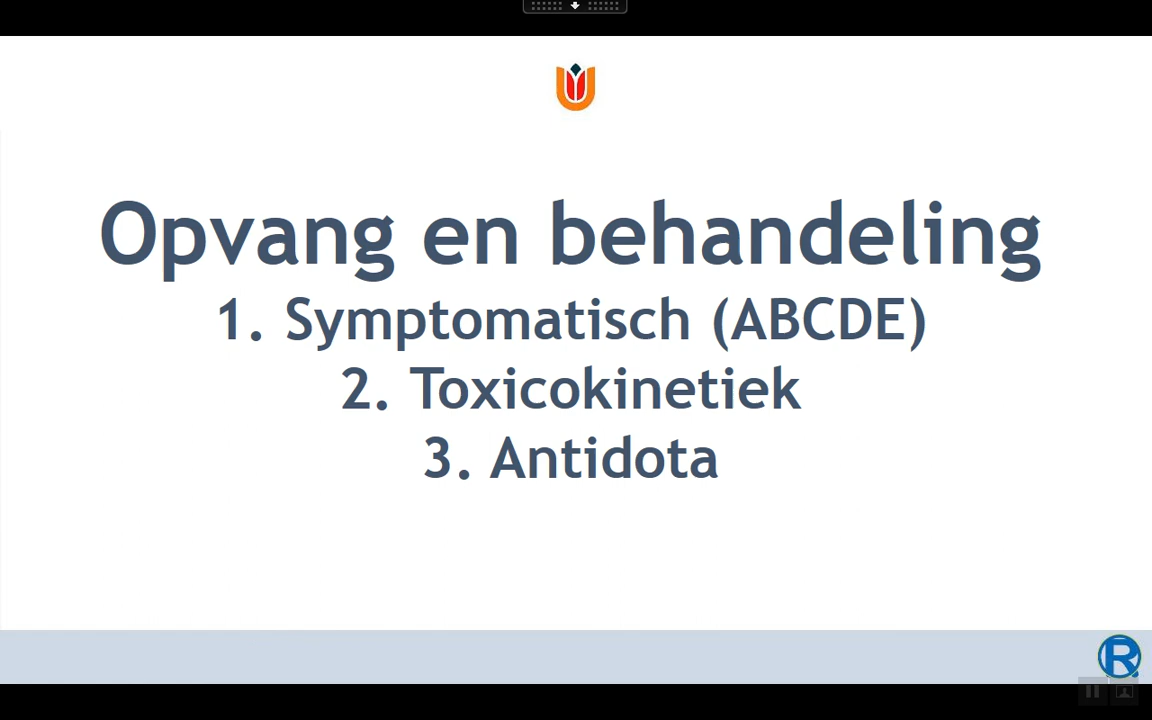 Opvang en behandeling
1. Symptomatisch (ABCDE)
2. Toxicokinetiek
3. Antidota
R